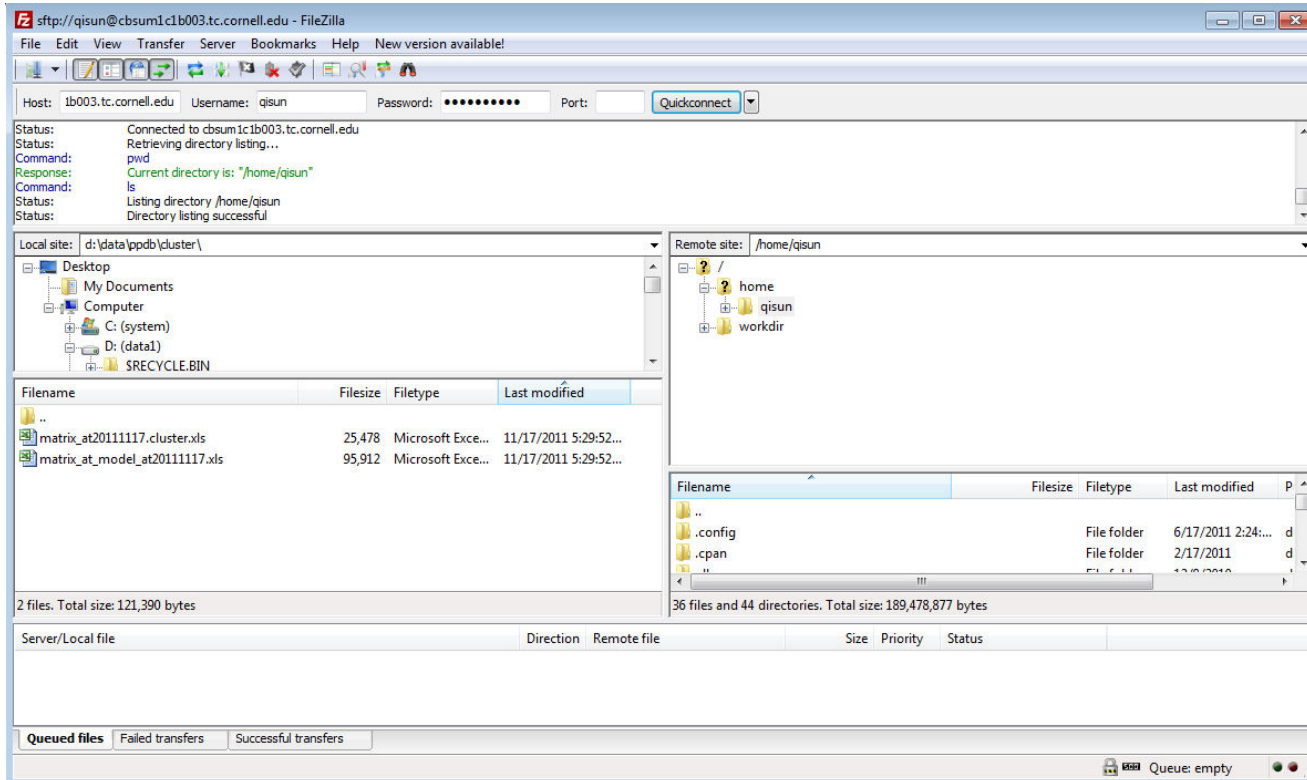 sftp://qisun@cbsum1c1b003.tc.cornell.edu - FileZilla
File Edit View Transfer Server Bookmarks Help New version available!
Host: 1b003.tc.cornell.edu Username: qisun Password: •••••••••• Port: Quickconnect
Status: Connected to cbsum1c1b003.tc.cornell.edu
Status: Retrieving directory listing...
Command: pwd
Response: Current directory is: "/home/qisun"
Command: ls
Status: Listing directory /home/qisun
Status: Directory listing successful
Local site: d:\data\ppdb\cluster\
Desktop
My Documents
Computer
C: (system)
D: (data1)
$RECYCLE.BIN
Filename Filesize Filetype Last modified
..
matrix_at20111117.cluster.xls 25,478 Microsoft Exce... 11/17/2011 5:29:52...
matrix_at_model_at20111117.xls 95,912 Microsoft Exce... 11/17/2011 5:29:52...
2 files. Total size: 121,390 bytes
Remote site: /home/qisun
/
home
qisun
workdir
Filename Filesize Filetype Last modified P
..
.config File folder 6/17/2011 2:24:... d
.cpan File folder 2/17/2011 d
36 files and 44 directories. Total size: 189,478,877 bytes
Server/Local file Direction Remote file Size Priority Status
Queued files Failed transfers Successful transfers
Queue: empty